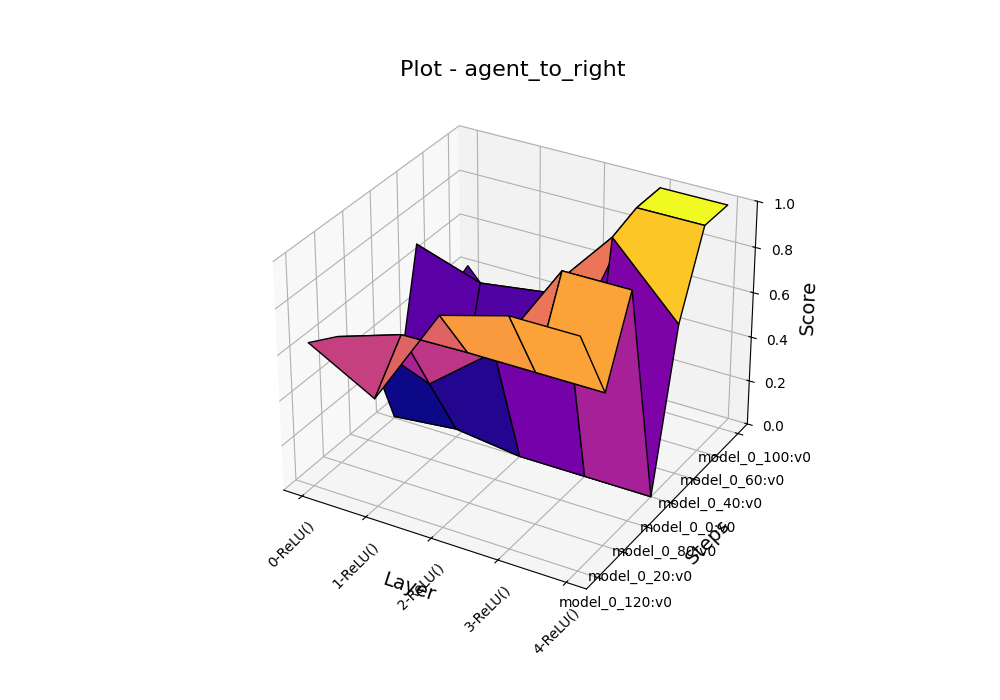 Plot - agent_to_right
1.0
0.8
0.6
0.4
0.2
0.0
Score
model_0_100:v0
model_0_60:v0
model_0_40:v0
model_0_0:v0
model_0_80:v0
model_0_20:v0
model_0_120:v0
Steps
0-ReLU()
1-ReLU()
2-ReLU()
3-ReLU()
4-ReLU()
Layer